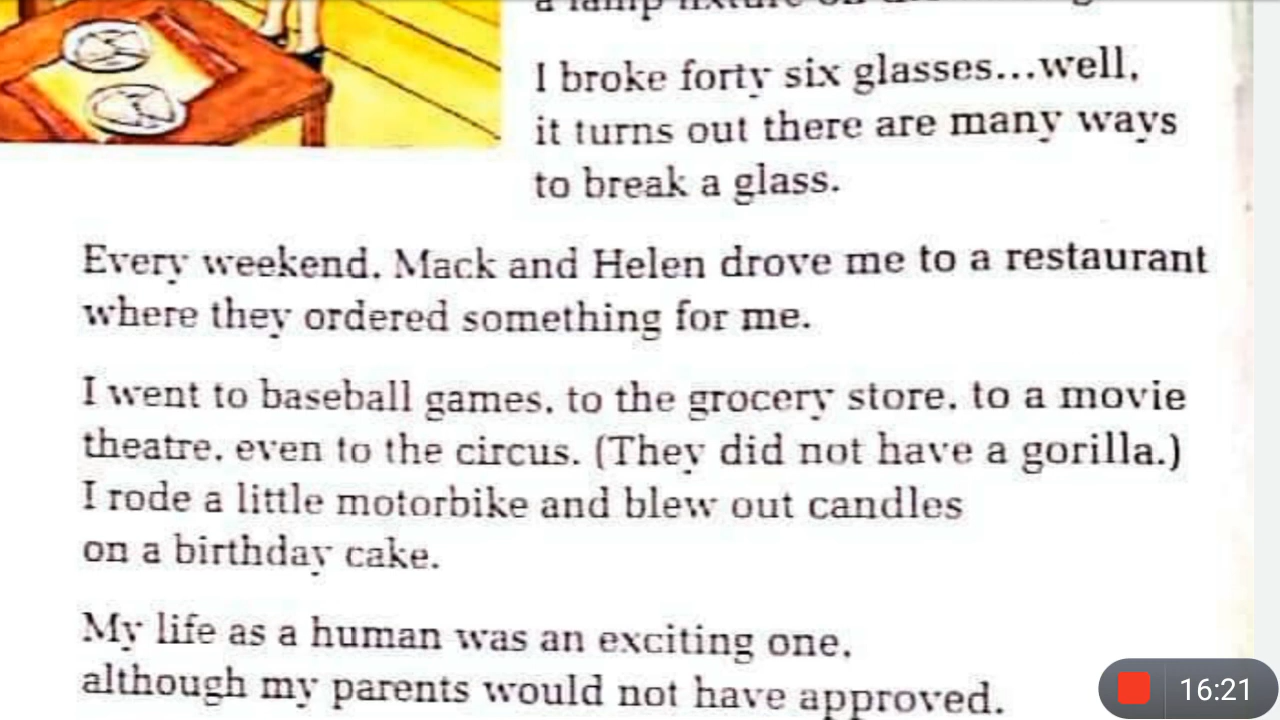 I broke forty six glasses...well,
it turns out there are many ways
to break a glass.
Every weekend, Mack and Helen drove me to a restaurant
where they ordered something for me.
I went to baseball games, to the grocery store, to a movie
theatre, even to the circus. (They did not have a gorilla.)
I rode a little motorbike and blew out candles
on a birthday cake.
My life as a human was an exciting one,
although my parents would not have approved.
16:21